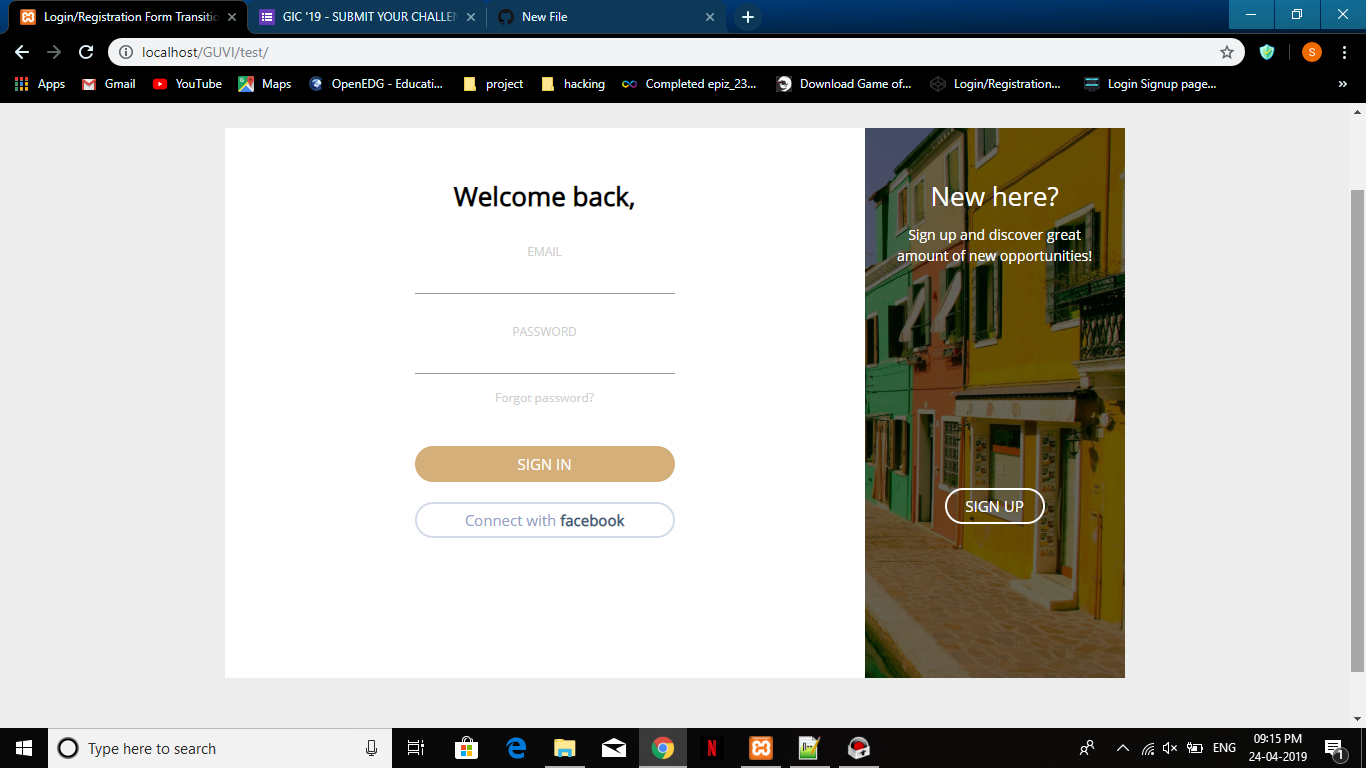 Login/Registration Form Transitio
GIC '19 - SUBMIT YOUR CHALLEN
New File
localhost/GUVI/test/
S
Apps
Gmail
YouTube
Maps
OpenEDG - Educati...
project
hacking
Completed epiz_23...
Download Game of...
Login/Registration...
Login Signup page...
»
Welcome back,
EMAIL
PASSWORD
Forgot password?
SIGN IN
Connect with facebook
New here?
Sign up and discover great
amount of new opportunities!
SIGN UP
Type here to search
ENG
09:15 PM
24-04-2019
1